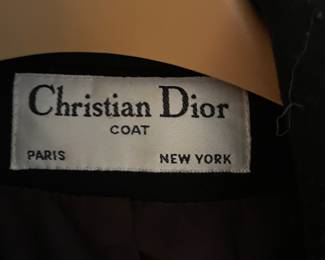 Christian Dior
COAT
PARIS NEW YORK